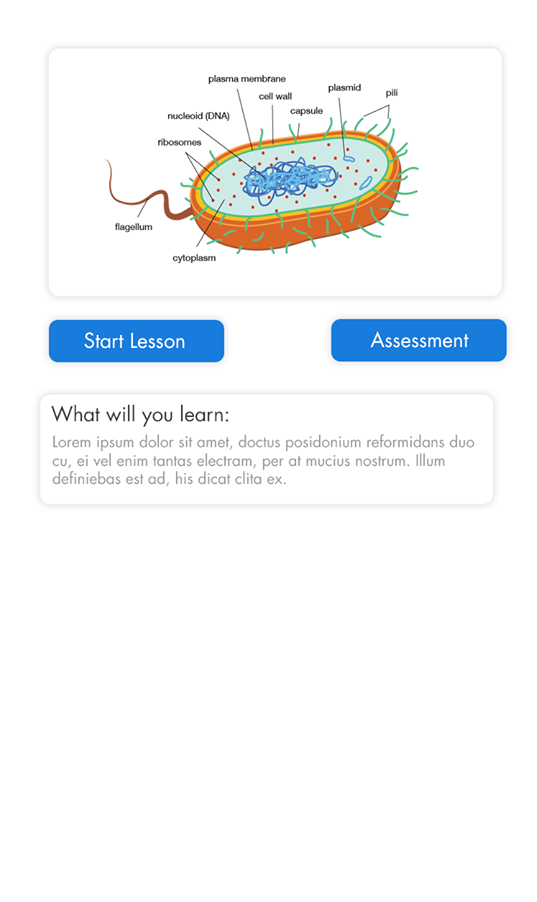 plasma membrane
plasmid
cell wall
pili
capsule
nucleoid (DNA)
ribosomes
flagellum
cytoplasm
Start Lesson
Assessment
What will you learn:
Lorem ipsum dolor sit amet, doctus posidonium reformidans duo
cu, ei vel enim tantas electram, per at mucius nostrum. Illum
definiebas est ad, his dicat clita ex.